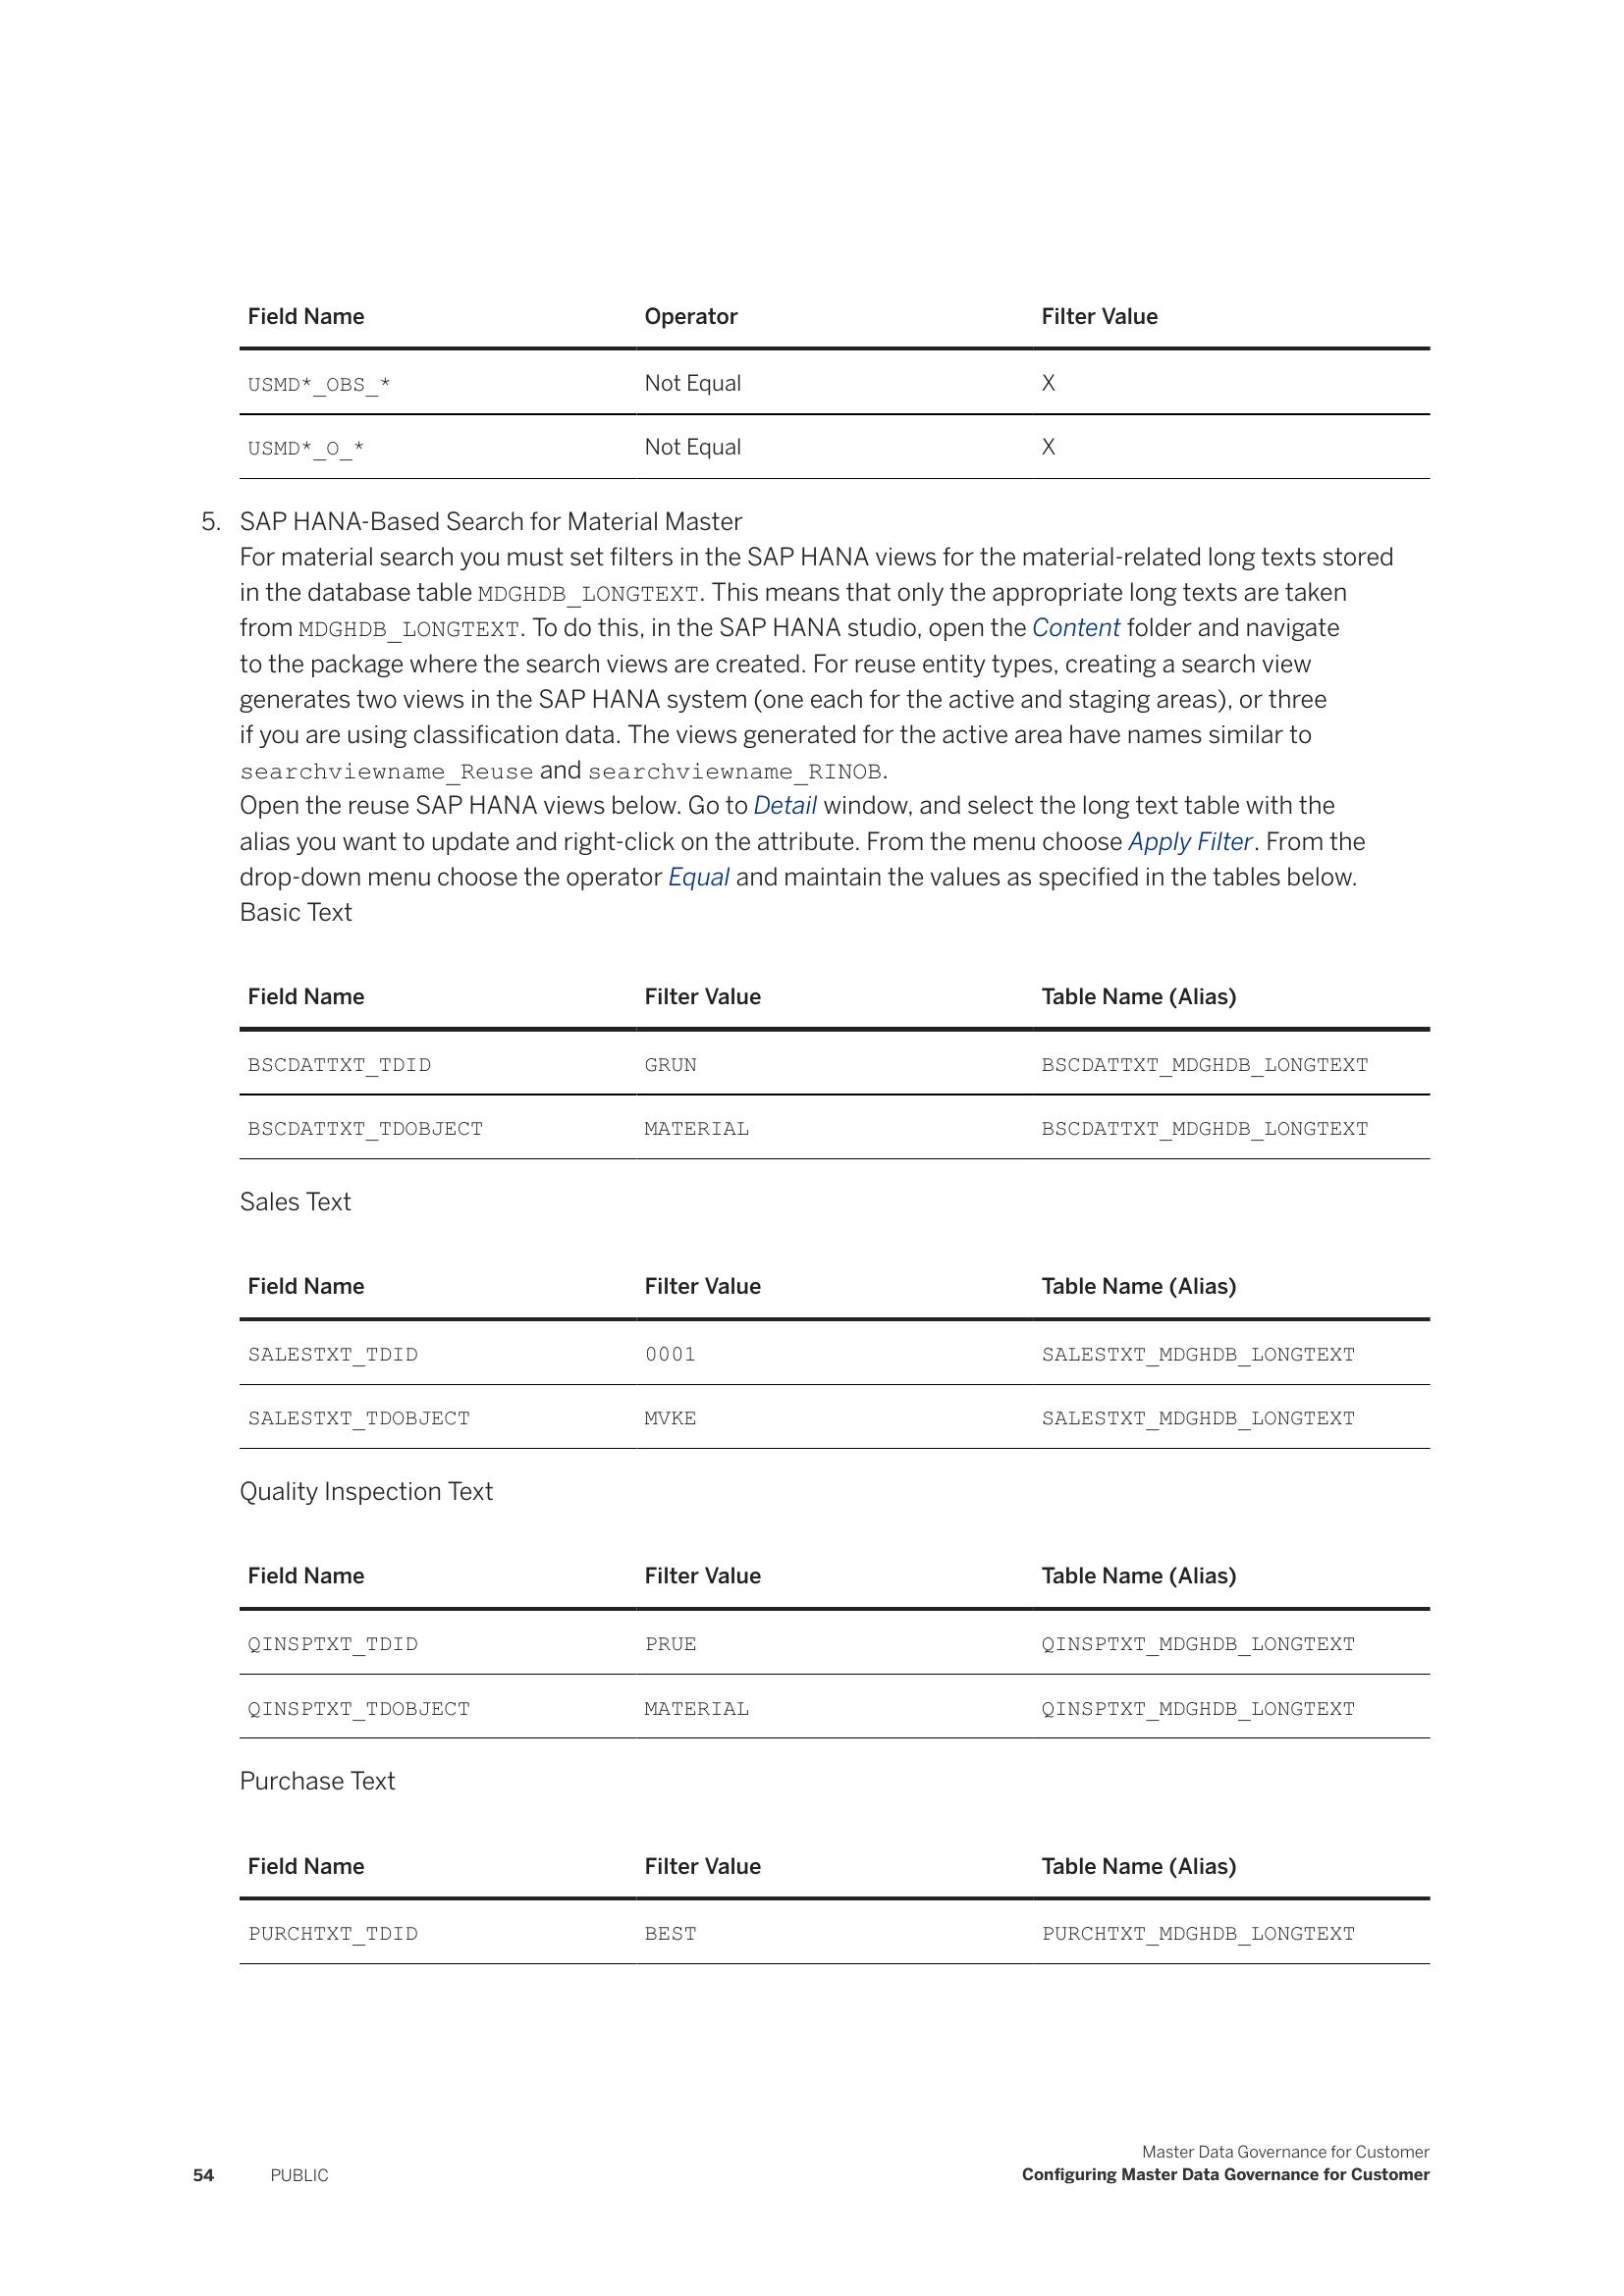 Field Name Operator Filter Value
USMD*_OBS_* Not Equal X
USMD*_O_* Not Equal X
5. SAP HANA-Based Search for Material Master
For material search you must set filters in the SAP HANA views for the material-related long texts stored
in the database table MDGHDB_LONGTEXT. This means that only the appropriate long texts are taken
from MDGHDB_LONGTEXT. To do this, in the SAP HANA studio, open the Content folder and navigate
to the package where the search views are created. For reuse entity types, creating a search view
generates two views in the SAP HANA system (one each for the active and staging areas), or three
if you are using classification data. The views generated for the active area have names similar to
searchviewname_Reuse and searchviewname_RINOB.
Open the reuse SAP HANA views below. Go to Detail window, and select the long text table with the
alias you want to update and right-click on the attribute. From the menu choose Apply Filter. From the
drop-down menu choose the operator Equal and maintain the values as specified in the tables below.
Basic Text
Field Name Filter Value Table Name (Alias)
BSCDATTXT_TDID GRUN BSCDATTXT_MDGHDB_LONGTEXT
BSCDATTXT_TDOBJECT MATERIAL BSCDATTXT_MDGHDB_LONGTEXT
Sales Text
Field Name Filter Value Table Name (Alias)
SALESTXT_TDID 0001 SALESTXT_MDGHDB_LONGTEXT
SALESTXT_TDOBJECT MVKE SALESTXT_MDGHDB_LONGTEXT
Quality Inspection Text
Field Name Filter Value Table Name (Alias)
QINSPTXT_TDID PRUE QINSPTXT_MDGHDB_LONGTEXT
QINSPTXT_TDOBJECT MATERIAL QINSPTXT_MDGHDB_LONGTEXT
Purchase Text
Field Name Filter Value Table Name (Alias)
PURCHTXT_TDID BEST PURCHTXT_MDGHDB_LONGTEXT
Master Data Governance for Customer
54 PUBLIC Configuring Master Data Governance for Customer